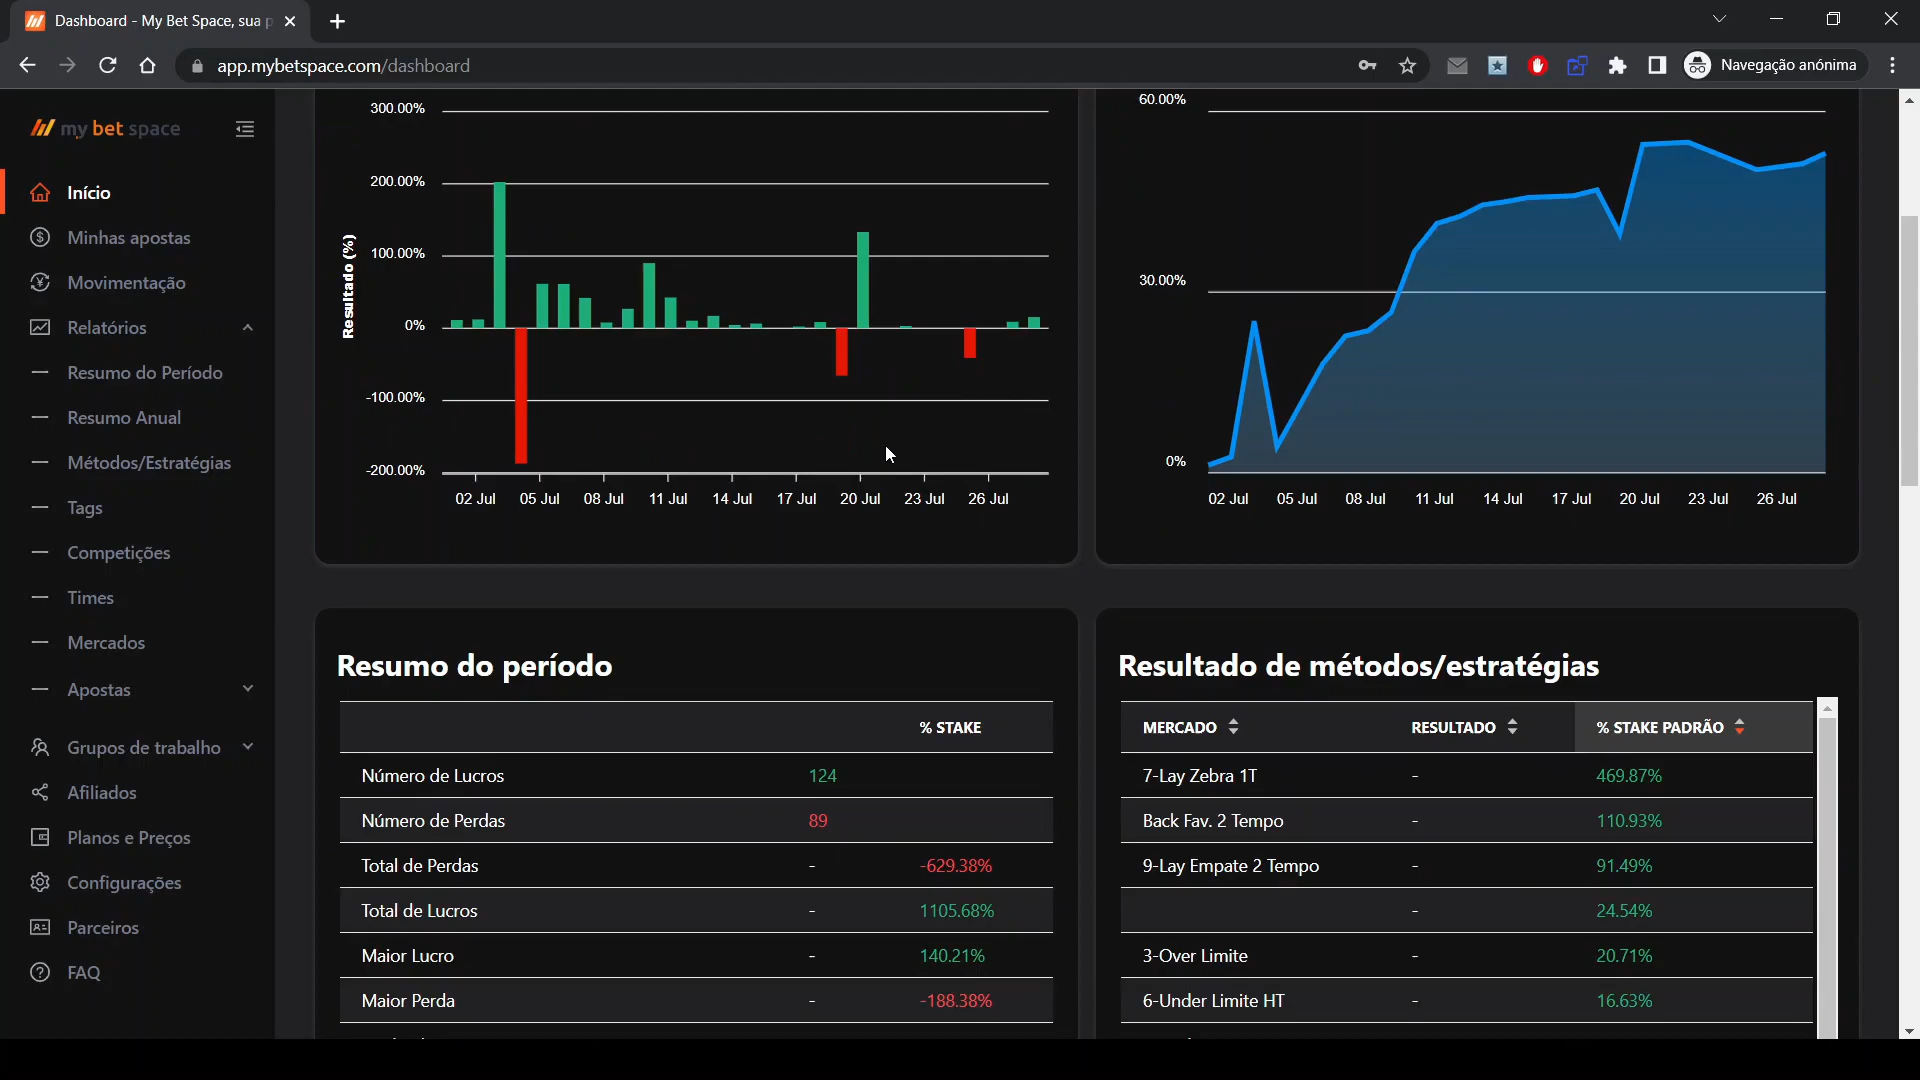 Dashboard - My Bet Space, sua p
app.mybetspace.com/dashboard
Navegação anónima
my bet space
Início
Minhas apostas
Movimentação
Relatórios
Resumo do Período
Resumo Anual
Métodos/Estratégias
Tags
Competições
Times
Mercados
Apostas
Grupos de trabalho
Afiliados
Planos e Preços
Configurações
Parceiros
FAQ
Resultado (%)
300.00%
200.00%
100.00%
0%
-100.00%
-200.00%
02 Jul 05 Jul 08 Jul 11 Jul 14 Jul 17 Jul 20 Jul 23 Jul 26 Jul
60.00%
30.00%
0%
02 Jul 05 Jul 08 Jul 11 Jul 14 Jul 17 Jul 20 Jul 23 Jul 26 Jul
Resumo do período
% STAKE
Número de Lucros 124
Número de Perdas 89
Total de Perdas - -629.38%
Total de Lucros - 1105.68%
Maior Lucro - 140.21%
Maior Perda - -188.38%
Resultado de métodos/estratégias
MERCADO RESULTADO % STAKE PADRÃO
7-Lay Zebra 1T - 469.87%
Back Fav. 2 Tempo - 110.93%
9-Lay Empate 2 Tempo - 91.49%
- 24.54%
3-Over Limite - 20.71%
6-Under Limite HT - 16.63%